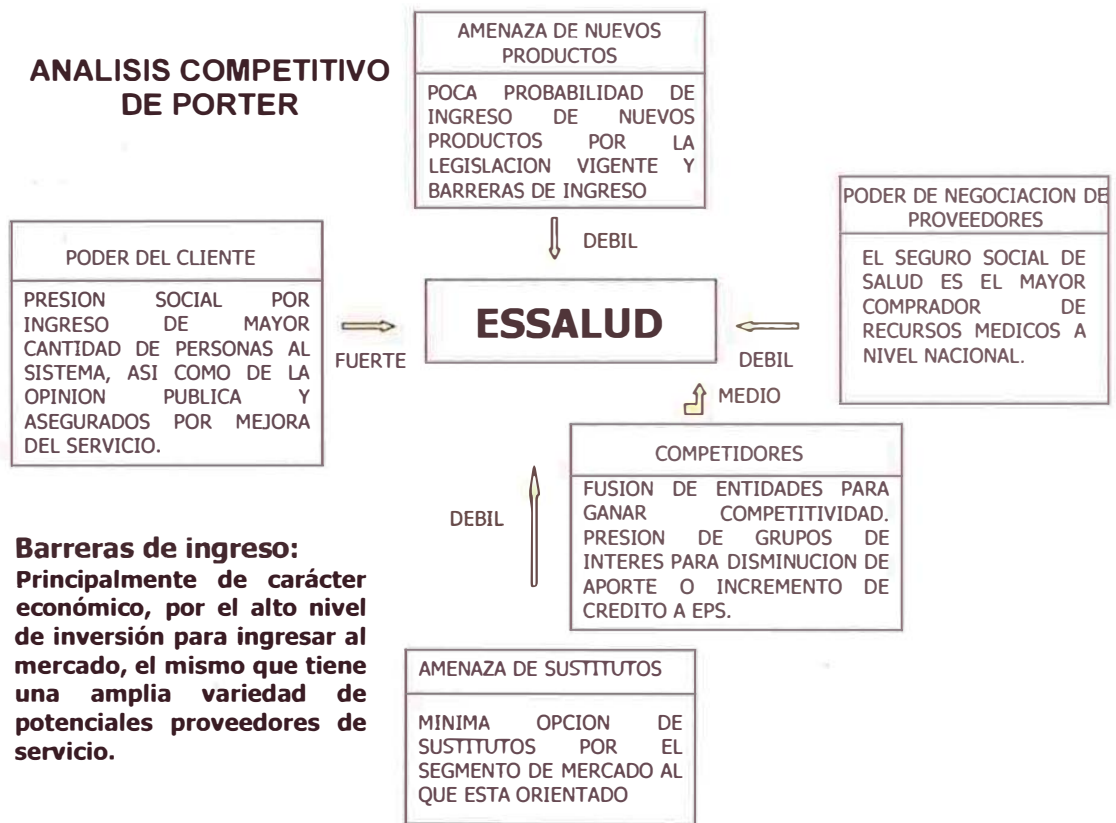 ANALISIS COMPETITIVO
DE PORTER
AMENAZA DE NUEVOS
PRODUCTOS
POCA PROBABILIDAD DE
INGRESO DE NUEVOS
PRODUCTOS POR LA
LEGISLACION VIGENTE Y
BARRERAS DE INGRESO
DEBIL
PODER DEL CLIENTE
PRESION SOCIAL POR
INGRESO DE MAYOR
CANTIDAD DE PERSONAS AL
SISTEMA, ASI COMO DE LA
OPINION PUBLICA Y
ASEGURADOS POR MEJORA
DEL SERVICIO.
FUERTE
ESSALUD
PODER DE NEGOCIACION DE
PROVEEDORES
EL SEGURO SOCIAL DE
SALUD ES EL MAYOR
COMPRADOR DE
RECURSOS MEDICOS A
NIVEL NACIONAL.
DEBIL
MEDIO
COMPETIDORES
FUSION DE ENTIDADES PARA
GANAR COMPETITIVIDAD.
PRESION DE GRUPOS DE
INTERES PARA DISMINUCION DE
APORTE O INCREMENTO DE
CREDITO A EPS.
DEBIL
Barreras de ingreso:
Principalmente de carácter
económico, por el alto nivel
de inversión para ingresar al
mercado, el mismo que tiene
una amplia variedad de
potenciales proveedores de
servicio.
AMENAZA DE SUSTITUTOS
MINIMA OPCION DE
SUSTITUTOS POR EL
SEGMENTO DE MERCADO AL
QUE ESTA ORIENTADO